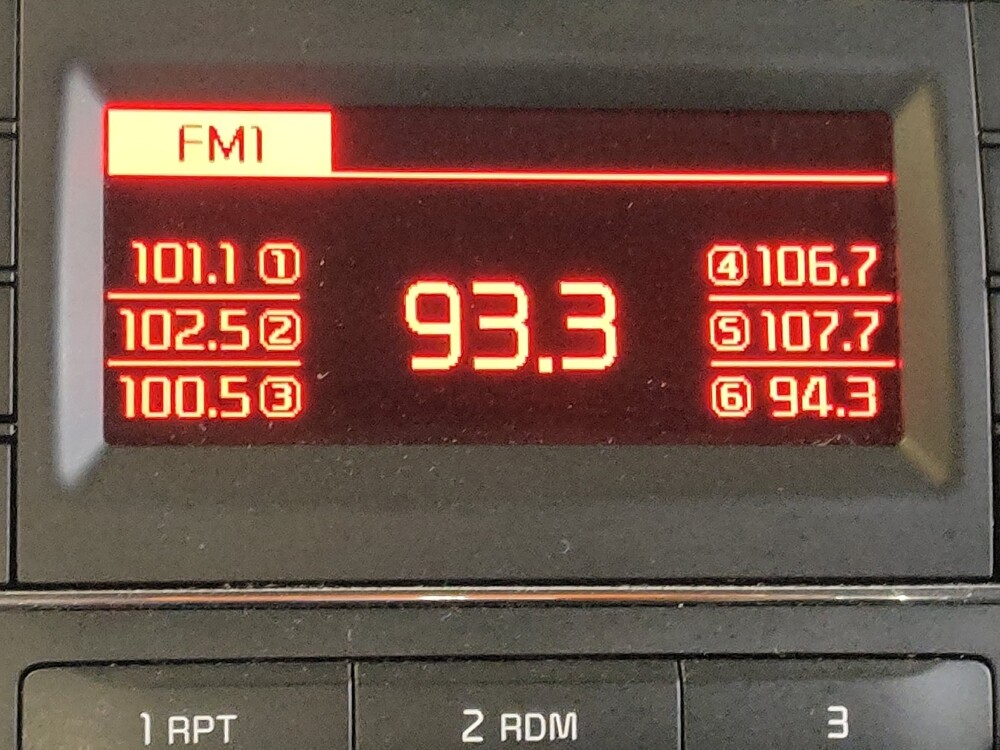 FM1
101.1 ①
102.5 ②
100.5 ③
93.3
④ 106.7
⑤ 107.7
⑥ 94.3
1 RPT
2 RDM
3